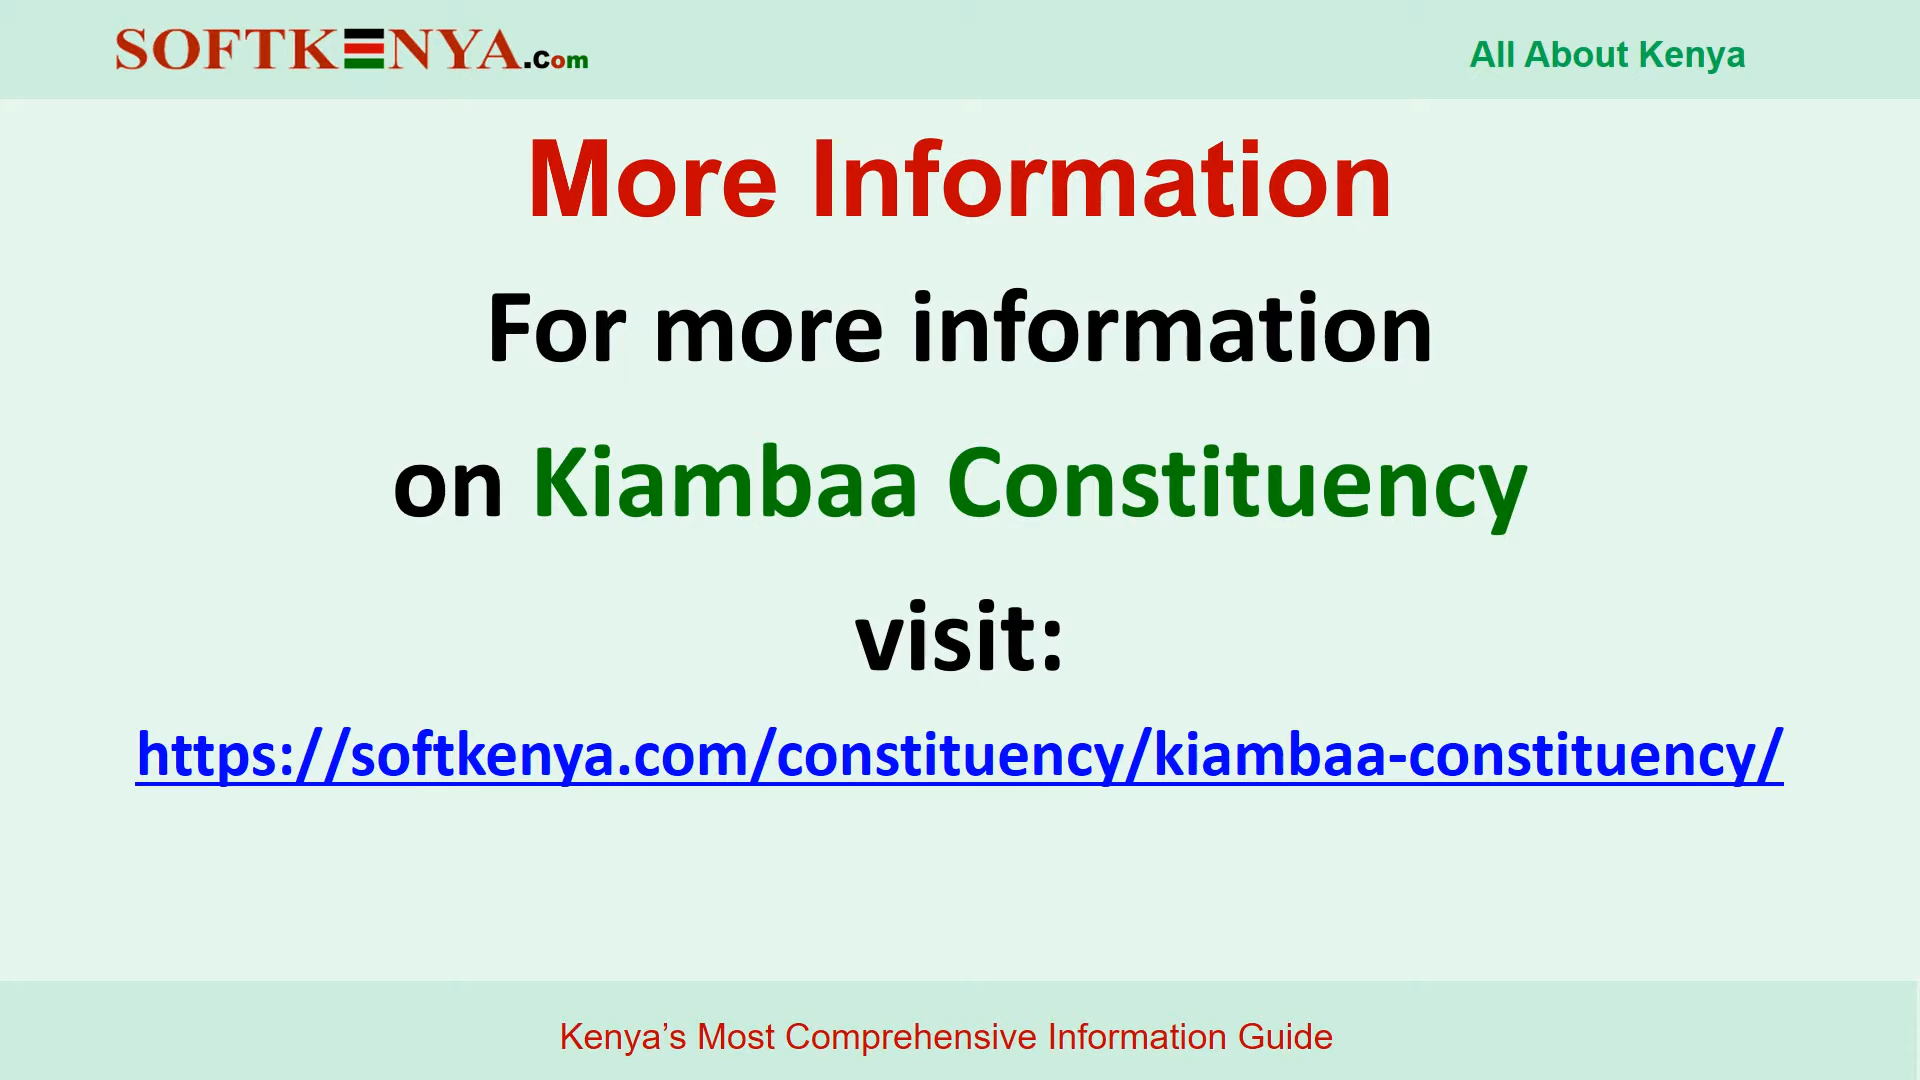 SOFTKENYA.Com
All About Kenya
More Information
For more information
on Kiambaa Constituency
visit:
https://softkenya.com/constituency/kiambaa-constituency/
Kenya’s Most Comprehensive Information Guide